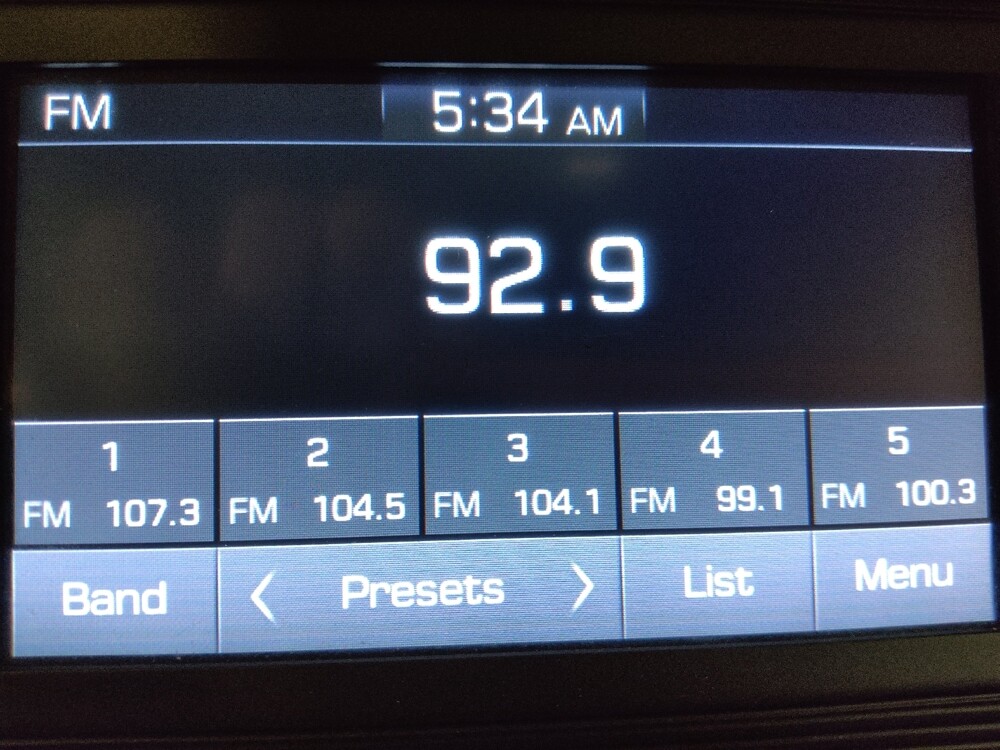 FM 5:34 AM
92.9
1 2 3 4 5
FM 107.3 FM 104.5 FM 104.1 FM 99.1 FM 100.3
Band < Presets > List Menu